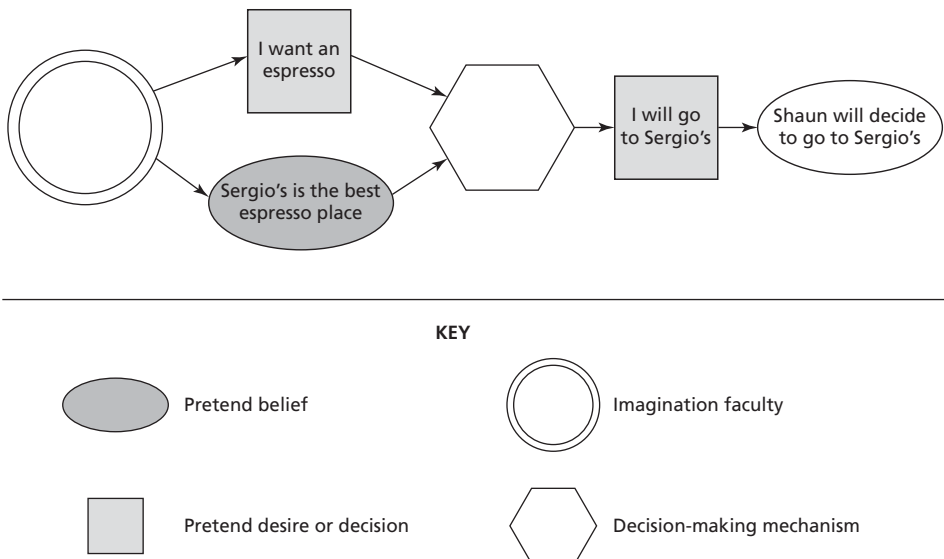 I want an
espresso
Sergio's is the best
espresso place
I will go
to Sergio's
Shaun will decide
to go to Sergio's
KEY
Pretend belief
Imagination faculty
Pretend desire or decision
Decision-making mechanism